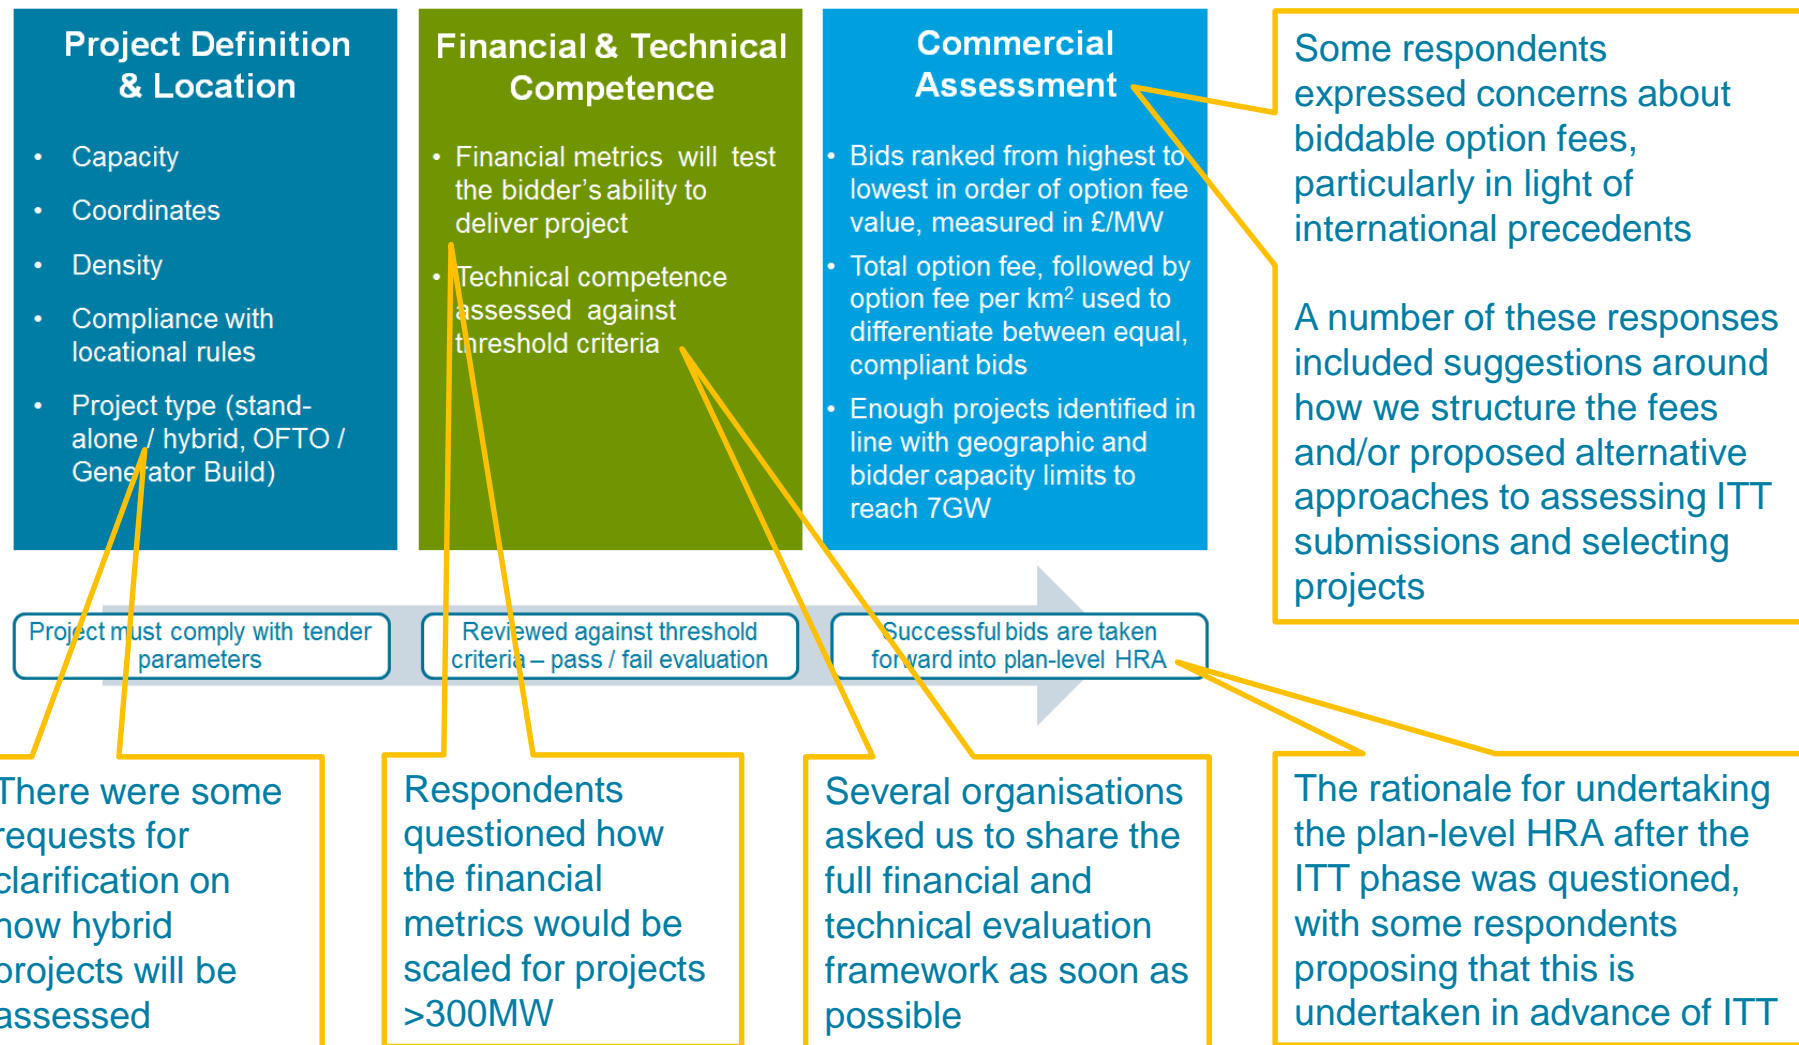 Project Definition
& Location
• Capacity
• Coordinates
• Density
• Compliance with
locational rules
• Project type (stand-
alone / hybrid, OFTO /
Generator Build)
Financial & Technical
Competence
• Financial metrics will test
the bidder's ability to
deliver project
• Technical competence
assessed against
threshold criteria
Commercial
Assessment
• Bids ranked from highest to
lowest in order of option fee
value, measured in £/MW
• Total option fee, followed by
option fee per km² used to
differentiate between equal,
compliant bids
• Enough projects identified in
line with geographic and
bidder capacity limits to
reach 7GW
Some respondents
expressed concerns about
biddable option fees,
particularly in light of
international precedents
A number of these responses
included suggestions around
how we structure the fees
and/or proposed alternative
approaches to assessing ITT
submissions and selecting
projects
Project must comply with tender
parameters
Reviewed against threshold
criteria – pass / fail evaluation
Successful bids are taken
forward into plan-level HRA
There were some
requests for
clarification on
how hybrid
projects will be
assessed
Respondents
questioned how
the financial
metrics would be
scaled for projects
>300MW
Several organisations
asked us to share the
full financial and
technical evaluation
framework as soon as
possible
The rationale for undertaking
the plan-level HRA after the
ITT phase was questioned,
with some respondents
proposing that this is
undertaken in advance of ITT